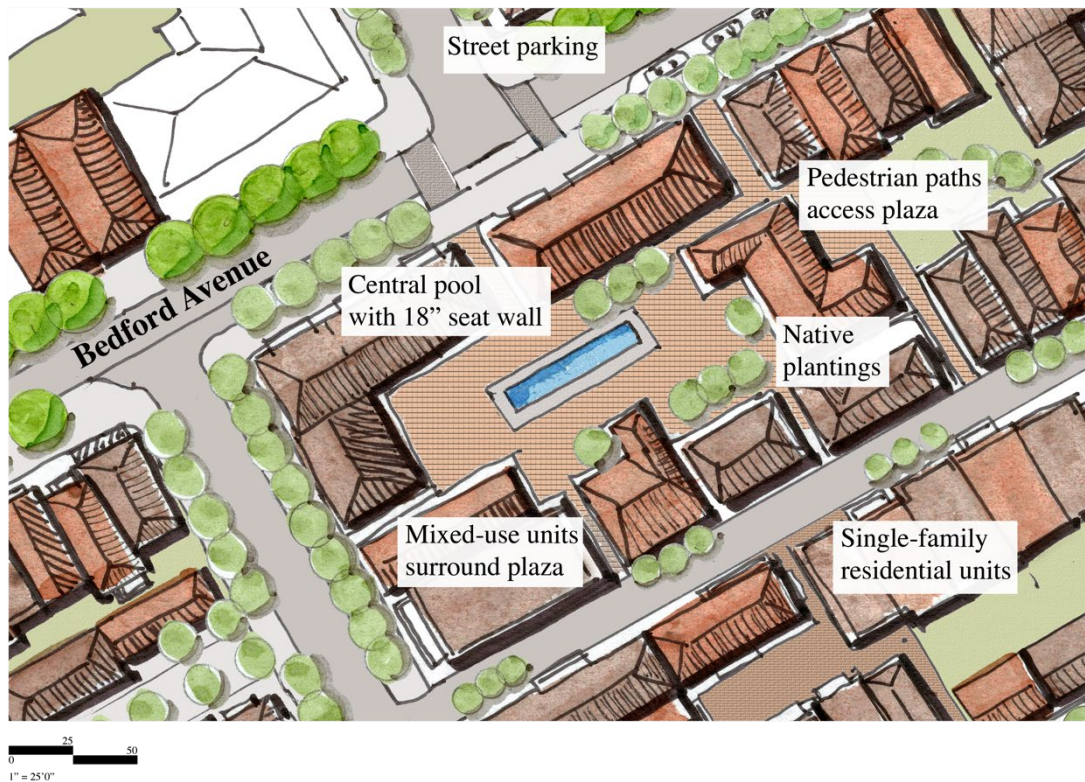 Street parking
Pedestrian paths
access plaza
Bedford Avenue
Central pool
with 18” seat wall
Native
plantings
Mixed-use units
surround plaza
Single-family
residential units
25
0
50
1” = 25’0”